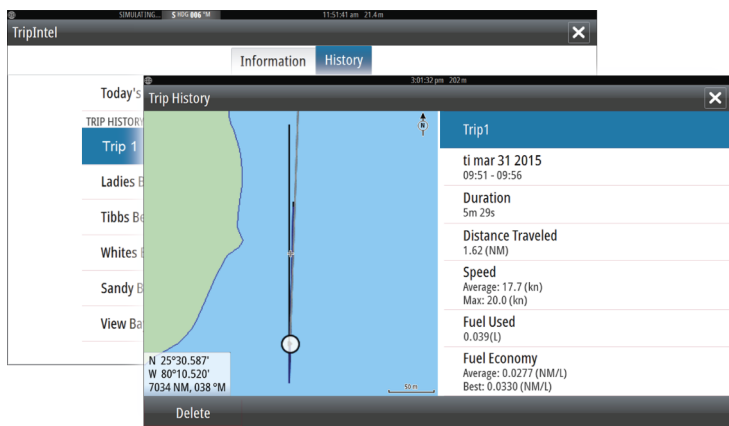 SIMULATING... S HDG 006 °M 11:51:41 am 21.4 m
TripIntel
Information History
Today's
TRIP HISTORY
Trip 1
Ladies B
Tibbs Be
Whites
Sandy B
View Ba
3:01:32 pm 202 m
Trip History
N
Trip1
ti mar 31 2015
09:51 - 09:56
Duration
5m 29s
Distance Traveled
1.62 (NM)
Speed
Average: 17.7 (kn)
Max: 20.0 (kn)
Fuel Used
0.039(L)
Fuel Economy
Average: 0.0277 (NM/L)
Best: 0.0330 (NM/L)
N 25°30.587'
W 80°10.520'
7034 NM, 038 °M
50 m
Delete